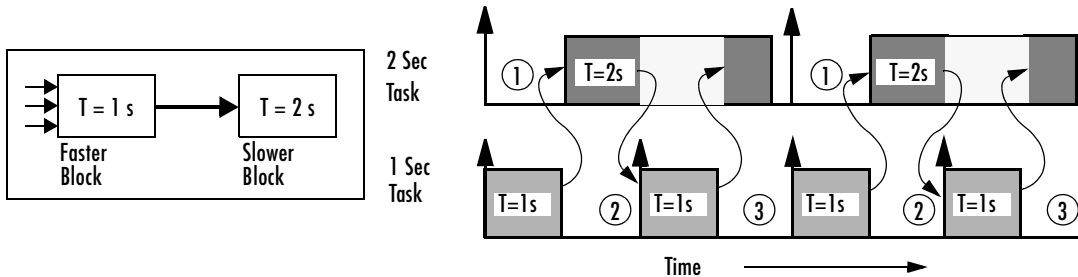 T = 1 s
T = 2 s
Faster
Block
Slower
Block
2 Sec
Task
1 Sec
Task
1
T=2s
1
T=2s
T=1s
2
T=1s
3
T=1s
2
T=1s
3
Time